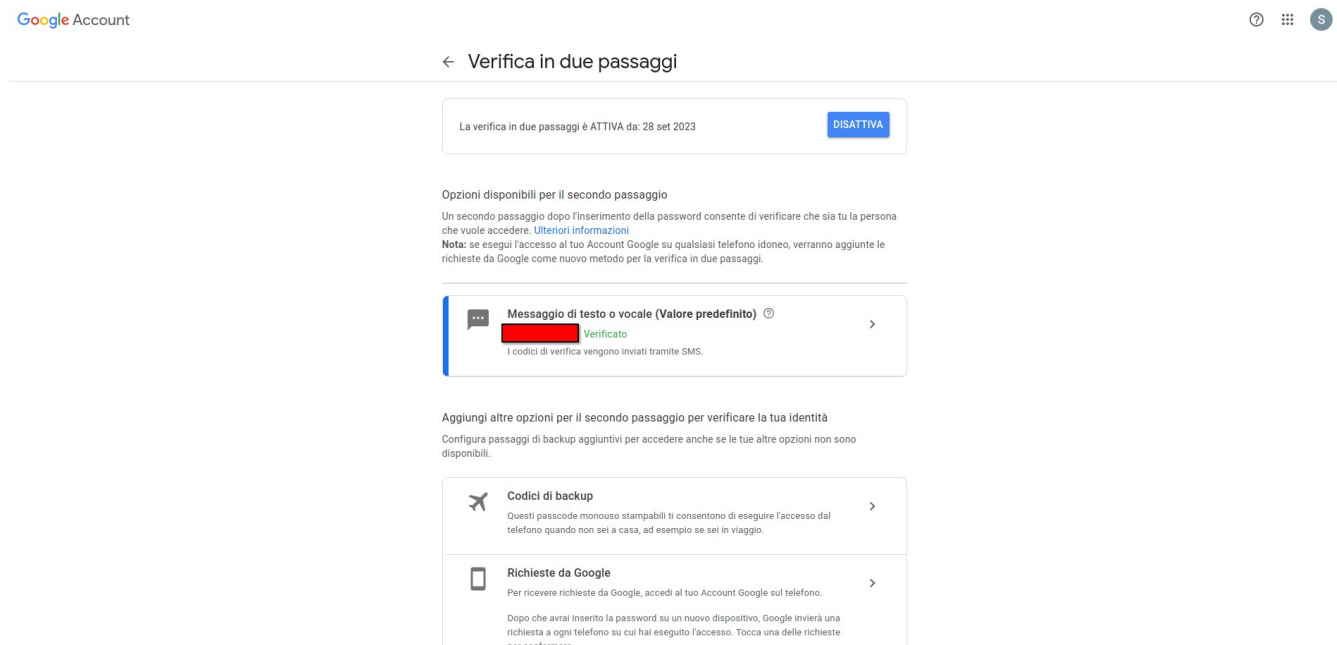 Google Account
S
Verifica in due passaggi
La verifica in due passaggi è ATTIVA da: 28 set 2023
DISATTIVA
Opzioni disponibili per il secondo passaggio
Un secondo passaggio dopo l'inserimento della password consente di verificare che sia tu la persona
che vuole accedere. Ulteriori informazioni
Nota: se esegui l'accesso al tuo Account Google su qualsiasi telefono idoneo, verranno aggiunte le
richieste da Google come nuovo metodo per la verifica in due passaggi.
Messaggio di testo o vocale (Valore predefinito)
Verificato
I codici di verifica vengono inviati tramite SMS.
Aggiungi altre opzioni per il secondo passaggio per verificare la tua identità
Configura passaggi di backup aggiuntivi per accedere anche se le tue altre opzioni non sono
disponibili.
Codici di backup
Questi passcode monouso stampabili ti consentono di eseguire l'accesso dal
telefono quando non sei a casa, ad esempio se sei in viaggio.
Richieste da Google
Per ricevere richieste da Google, accedi al tuo Account Google sul telefono.
Dopo che avrai inserito la password su un nuovo dispositivo, Google invierà una
richiesta a ogni telefono su cui hai eseguito l'accesso. Tocca una delle richieste